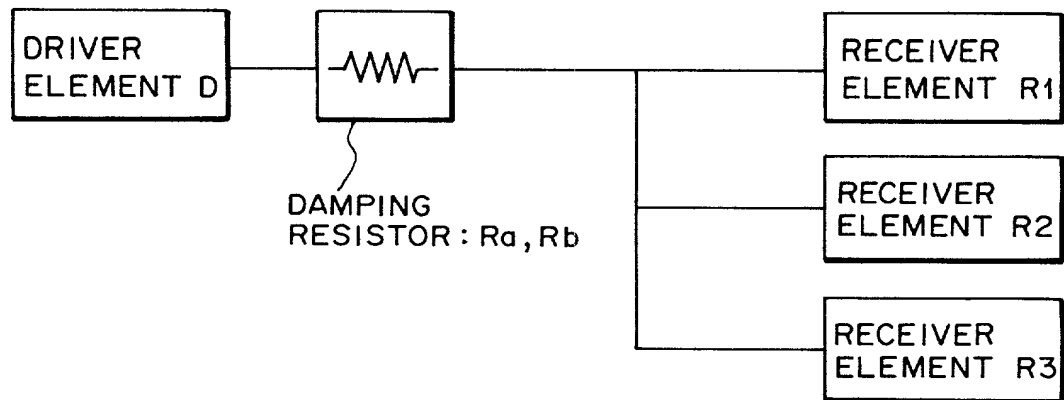 DRIVER
ELEMENT D
DAMPING
RESISTOR : Ra, Rb
RECEIVER
ELEMENT R1
RECEIVER
ELEMENT R2
RECEIVER
ELEMENT R3